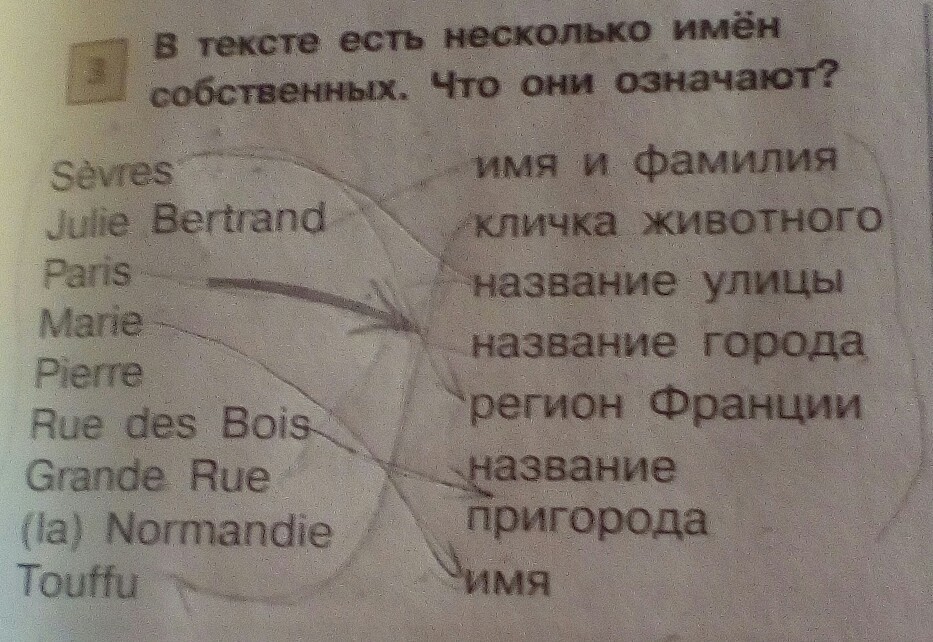 3
В тексте есть несколько имён
собственных. Что они означают?
Sèvres
Julie Bertrand
Paris
Marie
Pierre
Rue des Bois
Grande Rue
(la) Normandie
Touffu
имя и фамилия
кличка животного
название улицы
название города
регион Франции
название
пригорода
имя